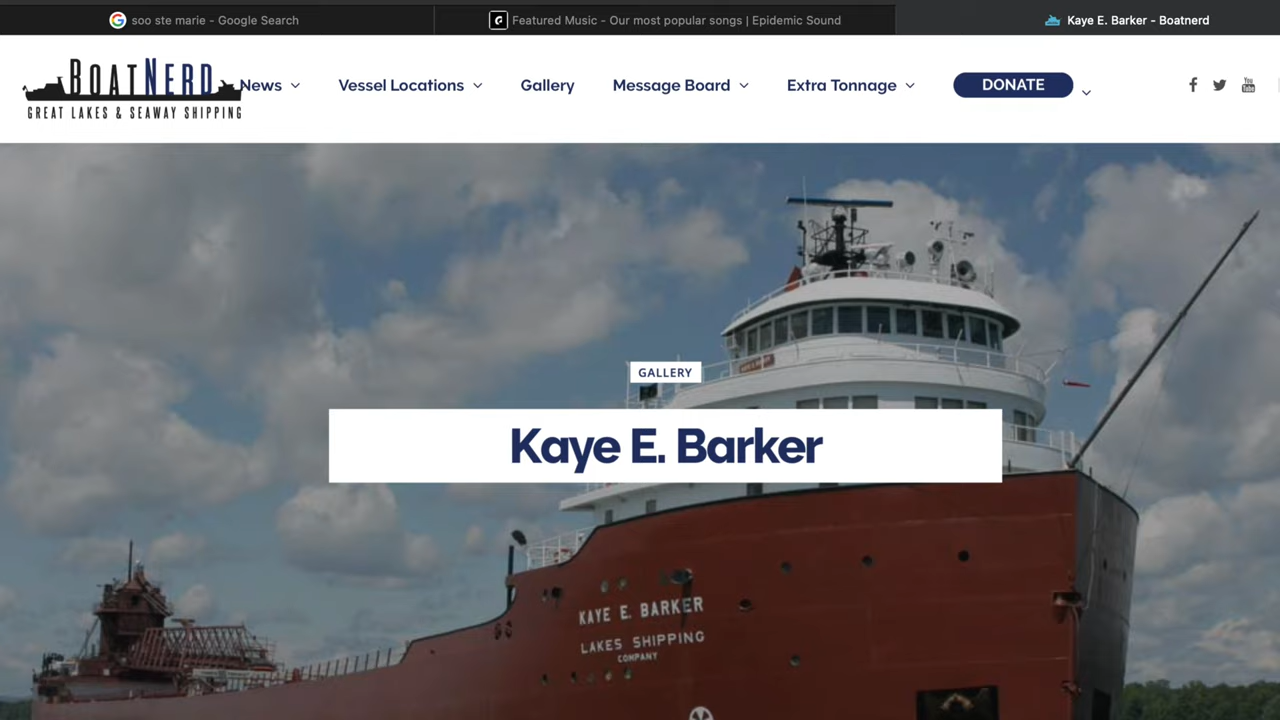 soo ste marie - Google Search
Featured Music - Our most popular songs | Epidemic Sound
Kaye E. Barker - Boatnerd
BOATNERD
GREAT LAKES & SEAWAY SHIPPING
News
Vessel Locations
Gallery
Message Board
Extra Tonnage
DONATE
You
Tube
GALLERY
Kaye E. Barker
KAYE E. BARKER
LAKES SHIPPING
COMPANY